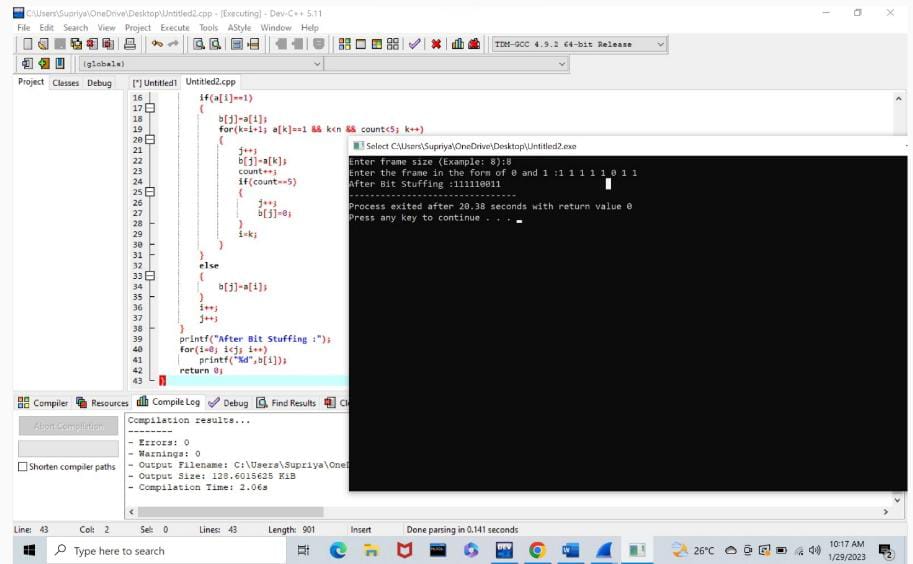 C:\Users\Supriya\OneDrive\Desktop\Untitled2.cpp - [Executing] - Dev-C++ 5.11
File Edit Search View Project Execute Tools AStyle Window Help
TDM-GCC 4.9.2 64-bit Release
(globals)
Project Classes Debug
[*] Untitled1 Untitled2.cpp
16 if(a[i]==1)
17 {
18 b[j]=a[i];
19 for(k=i+1; a[k]==1 && k<n && count<5; k++)
20 {
21 j++;
22 b[j]=a[k];
23 count++;
24 if(count==5)
25 {
26 j++;
27 b[j]=0;
28 }
29 i=k;
30 }
31 }
32 else
33 {
34 b[j]=a[i];
35 }
36 i++;
37 j++;
38 }
39 printf("After Bit Stuffing :");
40 for(i=0; i<j; i++)
41 printf("%d",b[i]);
42 return 0;
43 }
Select C:\Users\Supriya\OneDrive\Desktop\Untitled2.exe
Enter frame size (Example: 8):8
Enter the frame in the form of 0 and 1 :1 1 1 1 1 0 1 1
After Bit Stuffing :111110011
--------------------------------
Process exited after 20.38 seconds with return value 0
Press any key to continue . . .
Compiler Resources Compile Log Debug Find Results Cl
Abort Compilation
Shorten compiler paths
Compilation results...
--------
- Errors: 0
- Warnings: 0
- Output Filename: C:\Users\Supriya\OneD
- Output Size: 128.6015625 KiB
- Compilation Time: 2.06s
Line: 43 Col: 2 Sel: 0 Lines: 43 Length: 901 Insert Done parsing in 0.141 seconds
Type here to search
DEV
26°C
10:17 AM
1/29/2023
2